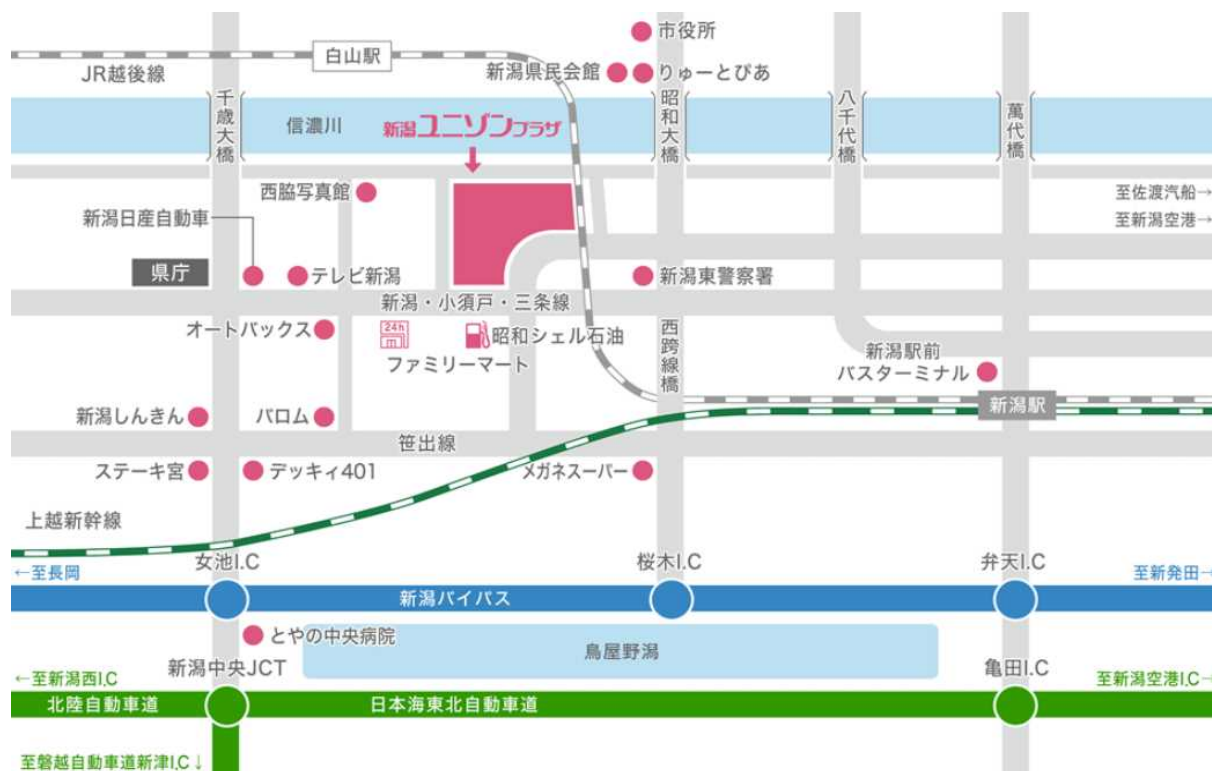 市役所
白山駅
JR越後線
新潟県民会館
りゅーとぴあ
千歳大橋
信濃川
新潟ユニゾンプラザ
昭和大橋
八千代橋
萬代橋
西脇写真館
至佐渡汽船→
新潟日産自動車
至新潟空港→
県庁
テレビ新潟
新潟東警察署
新潟・小須戸・三条線
オートバックス
24h
昭和シェル石油
ファミリーマート
西跨線橋
新潟駅前
バスターミナル
新潟駅
新潟しんきん
バロム
笹出線
ステーキ宮
デッキィ401
メガネスーパー
上越新幹線
女池I.C
桜木I.C
弁天I.C
←至長岡
至新発田→
新潟バイパス
とやの中央病院
鳥屋野潟
新潟中央JCT
亀田I.C
←至新潟西I.C
至新潟空港I.C→
北陸自動車道
日本海東北自動車道
至磐越自動車道新津I.C↓